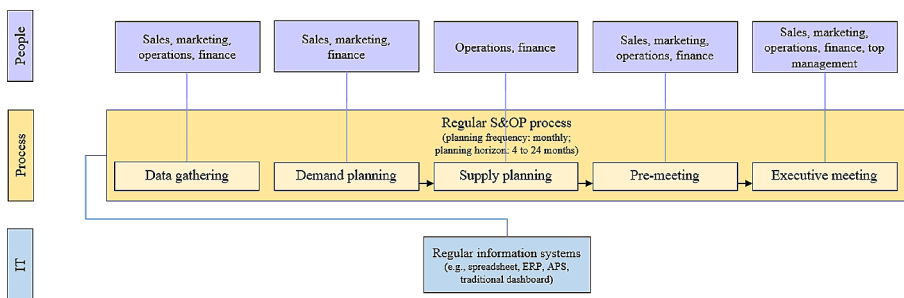 People
Sales, marketing,
operations, finance
Sales, marketing,
finance
Operations, finance
Sales, marketing,
operations, finance
Sales, marketing,
operations, finance, top
management
Process
Regular S&OP process
(planning frequency: monthly;
planning horizon: 4 to 24 months)
Data gathering
Demand planning
Supply planning
Pre-meeting
Executive meeting
IT
Regular information systems
(e.g., spreadsheet, ERP, APS,
traditional dashboard)